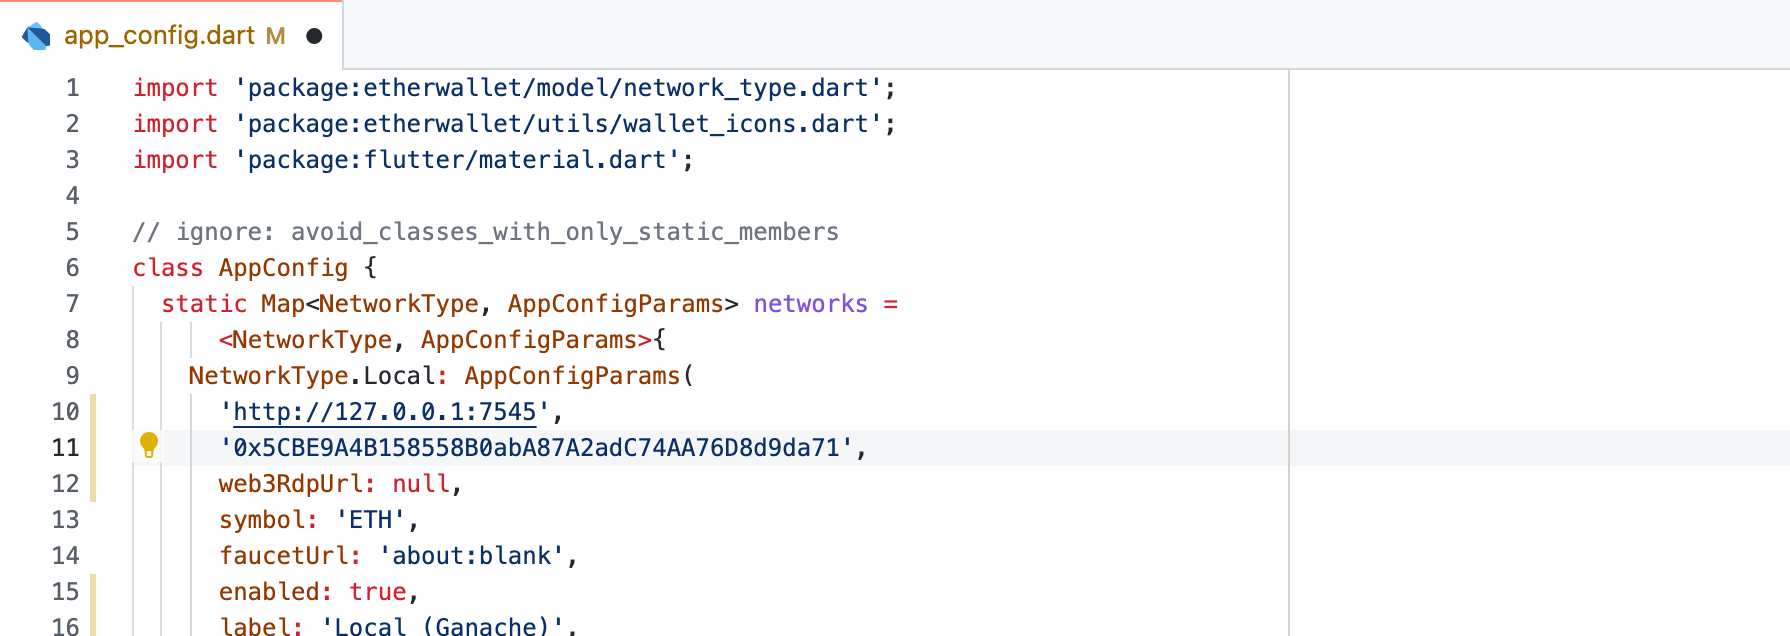 app_config.dart M
1 import 'package:etherwallet/model/network_type.dart';
2 import 'package:etherwallet/utils/wallet_icons.dart';
3 import 'package:flutter/material.dart';
4
5 // ignore: avoid_classes_with_only_static_members
6 class AppConfig {
7 static Map<NetworkType, AppConfigParams> networks =
8 <NetworkType, AppConfigParams>{
9 NetworkType.Local: AppConfigParams(
10 'http://127.0.0.1:7545',
11 '0x5CBE9A4B158558B0abA87A2adC74AA76D8d9da71',
12 web3RdpUrl: null,
13 symbol: 'ETH',
14 faucetUrl: 'about:blank',
15 enabled: true,
16 label: 'Local (Ganache)',